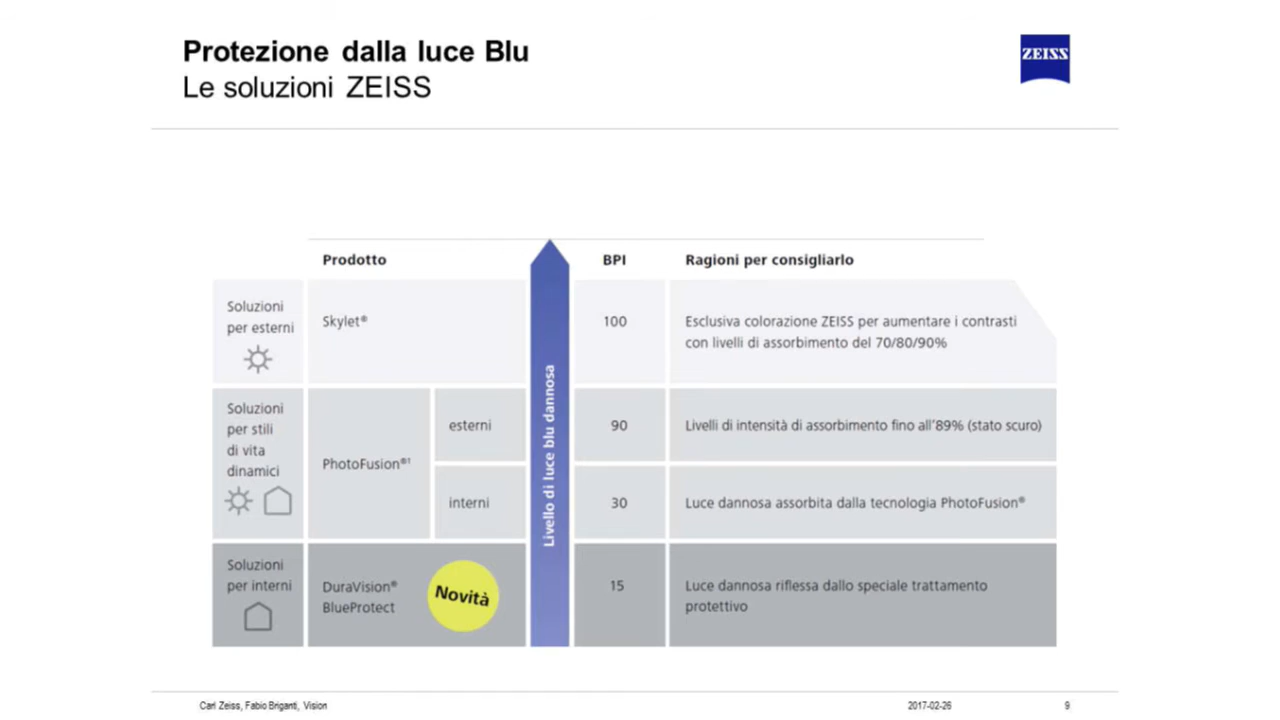 Protezione dalla luce Blu
Le soluzioni ZEISS
ZEISS
Prodotto
BPI
Ragioni per consigliarlo
Soluzioni
per esterni
Skylet®
100
Esclusiva colorazione ZEISS per aumentare i contrasti
con livelli di assorbimento del 70/80/90%
Livello di luce blu dannosa
Soluzioni
per stili
di vita
dinamici
PhotoFusion®¹
esterni
90
Livelli di intensità di assorbimento fino all'89% (stato scuro)
interni
30
Luce dannosa assorbita dalla tecnologia PhotoFusion®
Soluzioni
per interni
DuraVision®
BlueProtect
Novità
15
Luce dannosa riflessa dallo speciale trattamento
protettivo
Carl Zeiss, Fabio Briganti, Vision
2017-02-26
9